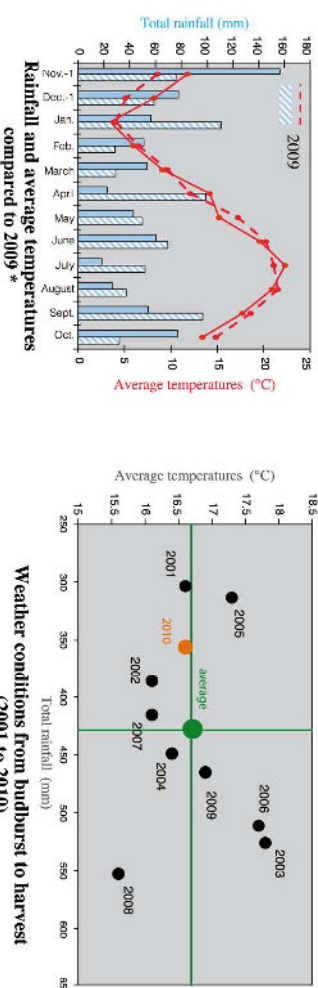 Total rainfall (mm)
0 20 40 60 80 100 120 140 160 180
2009
Nov.-1
Dec.-1
Jan.
Feb.
March
April
May
June
July
August
Sept.
Oct.
0 5 10 15 20 25
Average temperatures (°C)
Rainfall and average temperatures
compared to 2009 *
Average temperatures (°C)
15 15.5 16 16.5 17 17.5 18 18.5
250 300 350 400 450 500 550 600 65
2001
2005
2010
average
2002
2007
2004
2009
2006
2003
2008
Total rainfall (mm)
Weather conditions from budburst to harvest
(2001 to 2010)